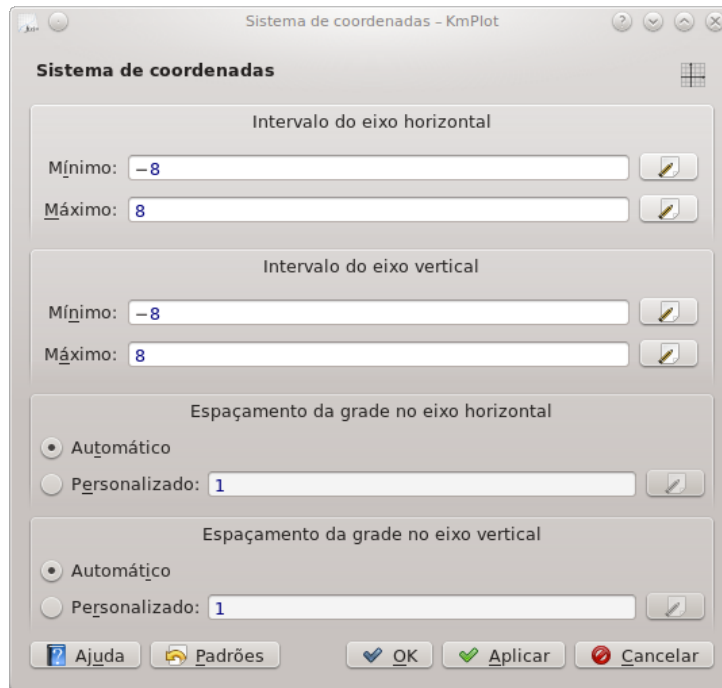 Sistema de coordenadas – KmPlot
Sistema de coordenadas
Intervalo do eixo horizontal
Mínimo: −8
Máximo: 8
Intervalo do eixo vertical
Mínimo: −8
Máximo: 8
Espaçamento da grade no eixo horizontal
Automático
Personalizado: 1
Espaçamento da grade no eixo vertical
Automático
Personalizado: 1
Ajuda Padrões OK Aplicar Cancelar